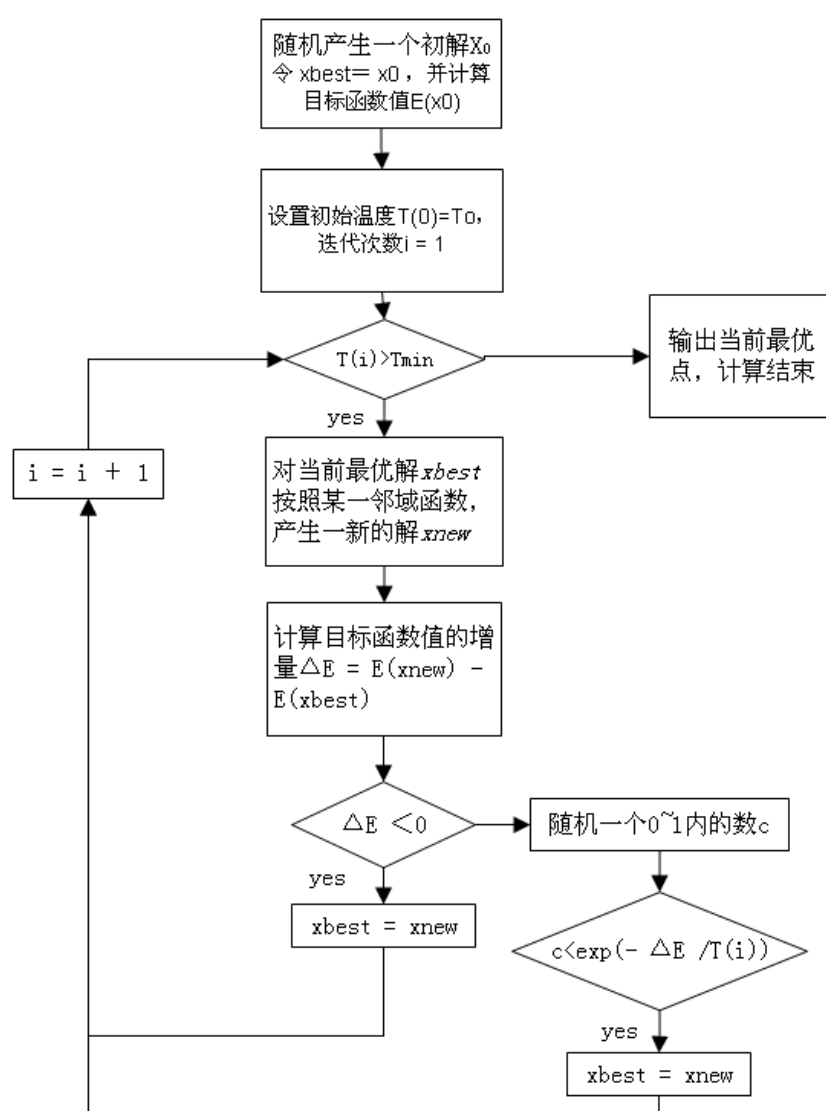 随机产生一个初解X₀
令 xbest= x0 ，并计算
目标函数值E(x0)
设置初始温度T(0)=To，
迭代次数i = 1
T(i)>Tmin
输出当前最优
点，计算结束
yes
i = i + 1
对当前最优解xbest
按照某一邻域函数，
产生一新的解xnew
计算目标函数值的增
量△E = E(xnew) -
E(xbest)
△E <0
随机一个0~1内的数c
yes
xbest = xnew
c<exp(- △E /T(i))
yes
xbest = xnew